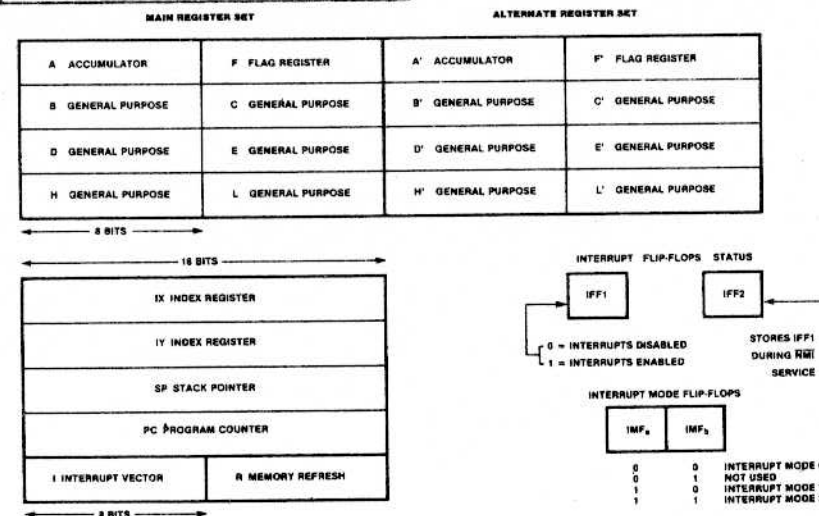 MAIN REGISTER SET
ALTERNATE REGISTER SET
A ACCUMULATOR
F FLAG REGISTER
A' ACCUMULATOR
F' FLAG REGISTER
B GENERAL PURPOSE
C GENERAL PURPOSE
B' GENERAL PURPOSE
C' GENERAL PURPOSE
D GENERAL PURPOSE
E GENERAL PURPOSE
D' GENERAL PURPOSE
E' GENERAL PURPOSE
H GENERAL PURPOSE
L GENERAL PURPOSE
H' GENERAL PURPOSE
L' GENERAL PURPOSE
8 BITS
16 BITS
IX INDEX REGISTER
IY INDEX REGISTER
SP STACK POINTER
PC PROGRAM COUNTER
I INTERRUPT VECTOR
R MEMORY REFRESH
8 BITS
INTERRUPT FLIP-FLOPS STATUS
IFF1
IFF2
0 = INTERRUPTS DISABLED
1 = INTERRUPTS ENABLED
STORES IFF1
DURING NMI
SERVICE
INTERRUPT MODE FLIP-FLOPS
IMFa
IMFb
0 0 INTERRUPT MODE
0 1 NOT USED
1 0 INTERRUPT MODE
1 1 INTERRUPT MODE